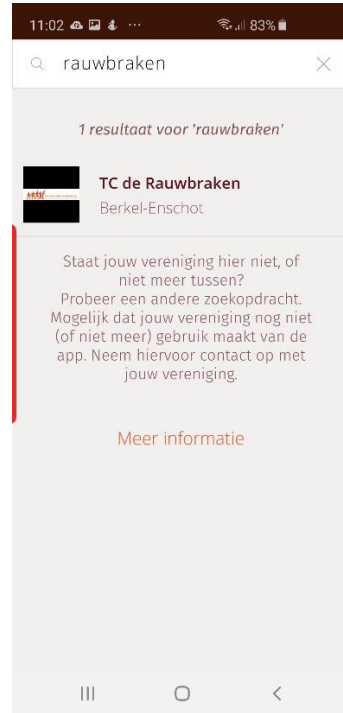 11:02 ... 83%
rauwbraken
1 resultaat voor 'rauwbraken'
TC de Rauwbraken
Berkel-Enschot
Staat jouw vereniging hier niet, of
niet meer tussen?
Probeer een andere zoekopdracht.
Mogelijk dat jouw vereniging nog niet
(of niet meer) gebruik maakt van de
app. Neem hiervoor contact op met
jouw vereniging.
Meer informatie